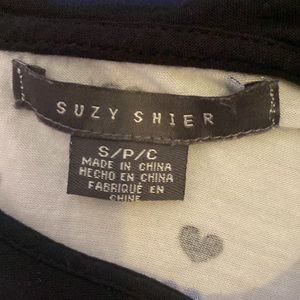 SUZY SHIER
S/P/C
MADE IN CHINA
HECHO EN CHINA
FABRIQUÉ EN
CHINE